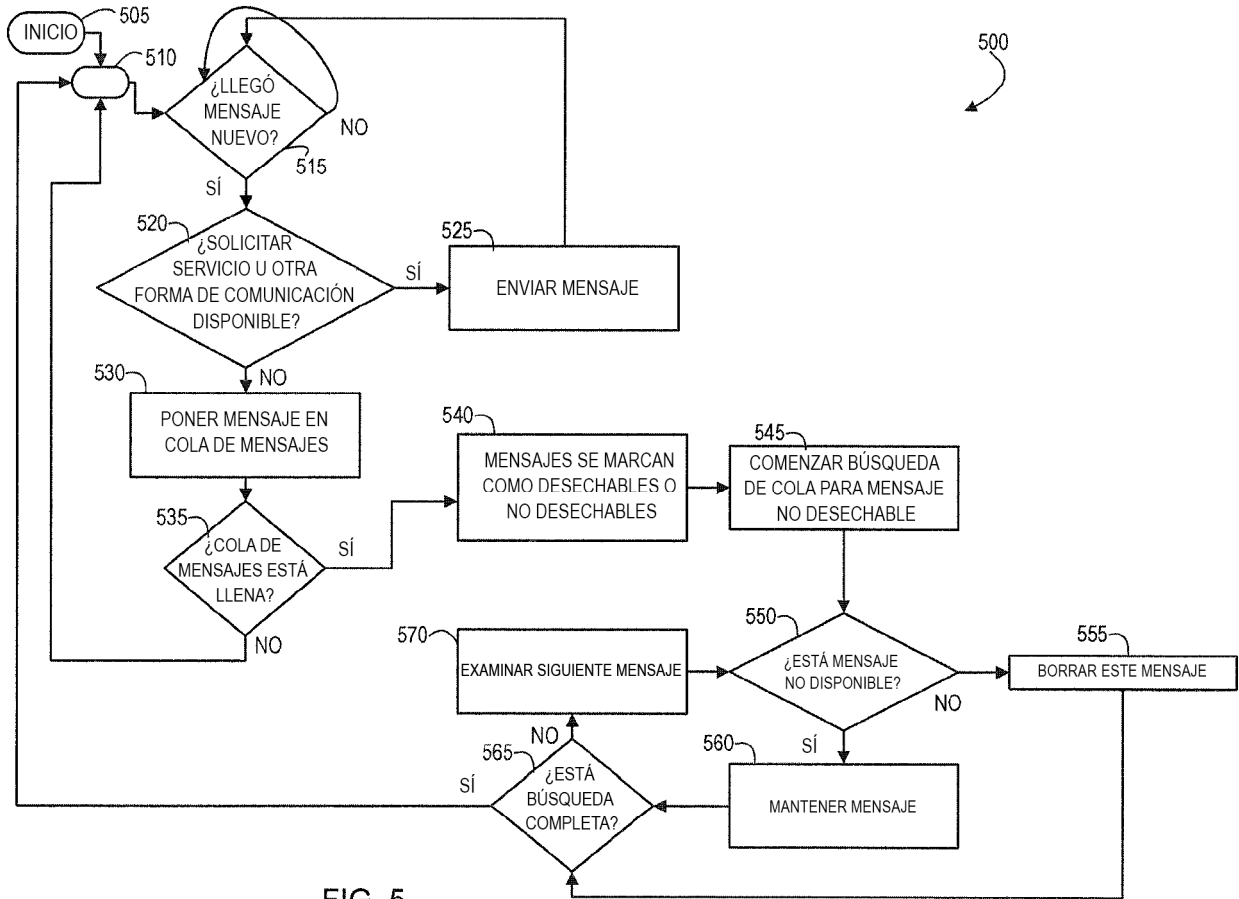 505
INICIO
510
500
¿LLEGÓ
MENSAJE
NUEVO?
NO
515
SÍ
520
¿SOLICITAR
SERVICIO U OTRA
FORMA DE COMUNICACIÓN
DISPONIBLE?
SÍ
525
ENVIAR MENSAJE
NO
530
PONER MENSAJE EN
COLA DE MENSAJES
535
¿COLA DE
MENSAJES ESTÁ
LLENA?
SÍ
NO
540
MENSAJES SE MARCAN
COMO DESECHABLES O
NO DESECHABLES
545
COMENZAR BÚSQUEDA
DE COLA PARA MENSAJE
NO DESECHABLE
550
¿ESTÁ MENSAJE
NO DISPONIBLE?
NO
555
BORRAR ESTE MENSAJE
SÍ
560
MANTENER MENSAJE
565
¿ESTÁ
BÚSQUEDA
COMPLETA?
SÍ
NO
570
EXAMINAR SIGUIENTE MENSAJE
FIG. 5